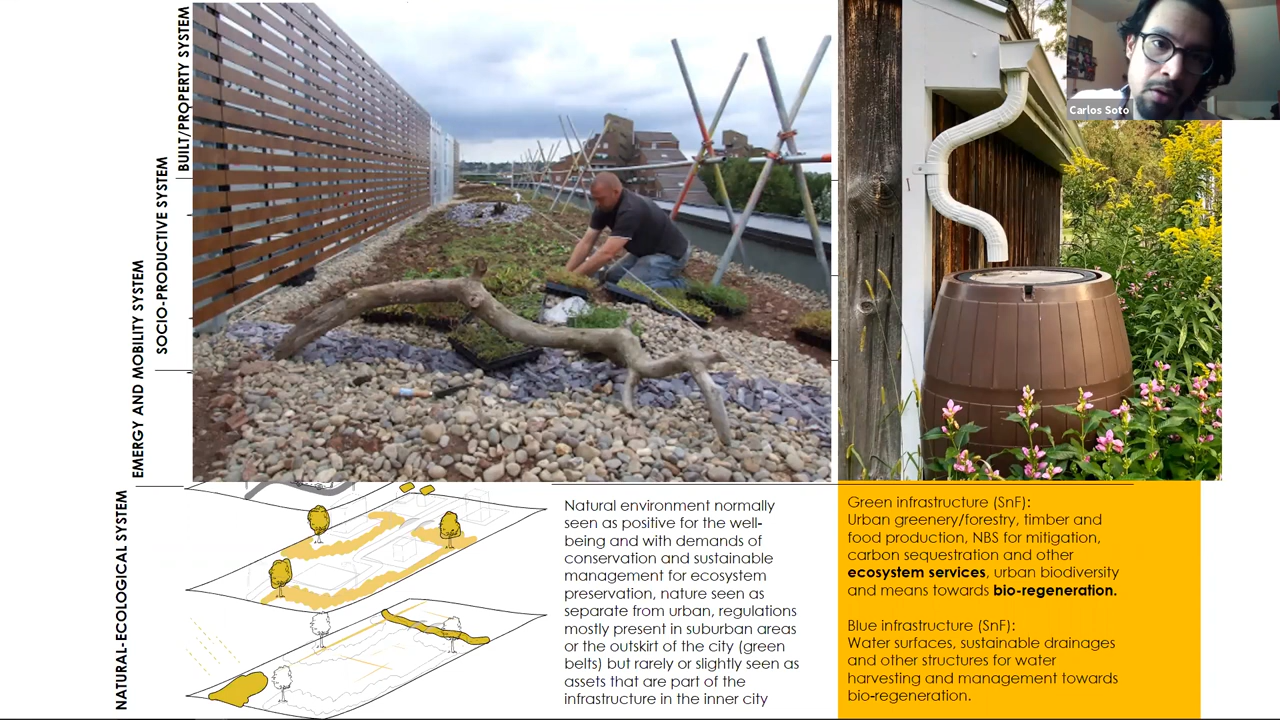 BUILT/PROPERTY SYSTEM
SOCIO-PRODUCTIVE SYSTEM
EMERGY AND MOBILITY SYSTEM
NATURAL-ECOLOGICAL SYSTEM
Carlos Soto
Natural environment normally
seen as positive for the well-
being and with demands of
conservation and sustainable
management for ecosystem
preservation, nature seen as
separate from urban, regulations
mostly present in suburban areas
or the outskirt of the city (green
belts) but rarely or slightly seen as
assets that are part of the
infrastructure in the inner city
Green infrastructure (SnF):
Urban greenery/forestry, timber and
food production, NBS for mitigation,
carbon sequestration and other
ecosystem services, urban biodiversity
and means towards bio-regeneration.
Blue infrastructure (SnF):
Water surfaces, sustainable drainages
and other structures for water
harvesting and management towards
bio-regeneration.